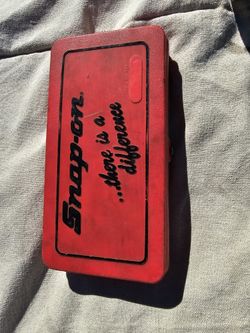 Snap-on
...there is a
difference